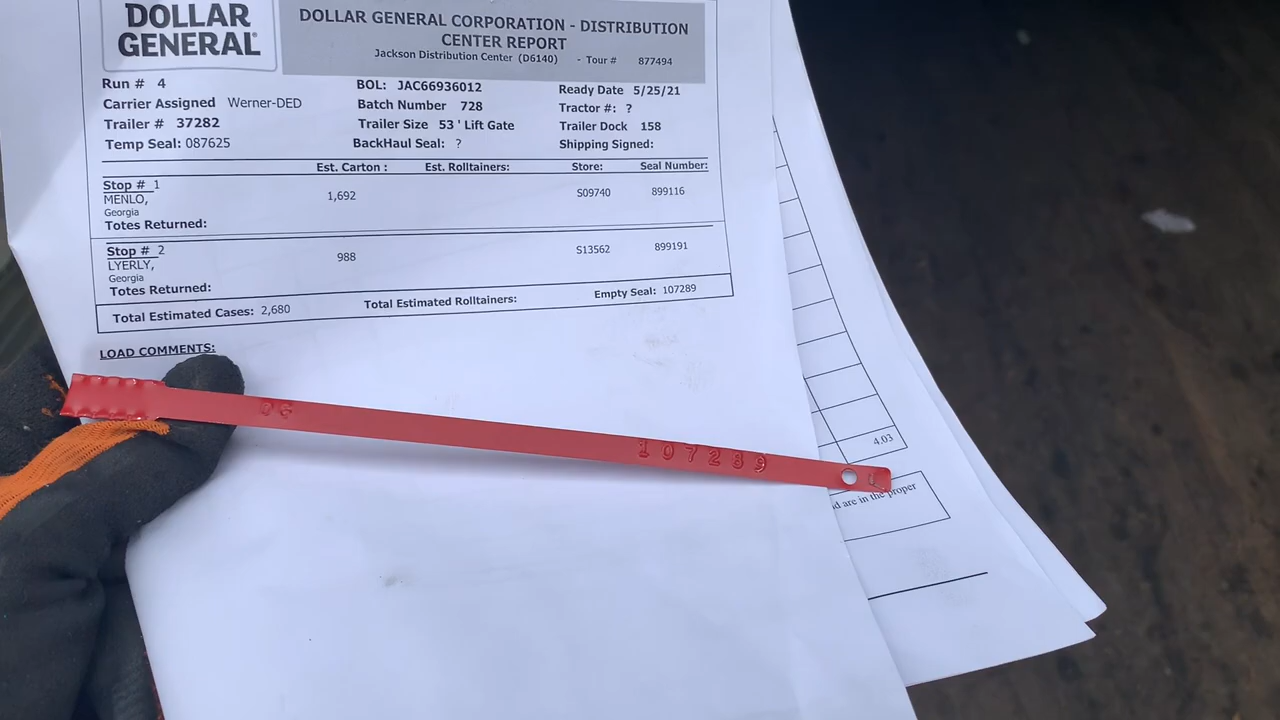 DOLLAR
GENERAL
DOLLAR GENERAL CORPORATION - DISTRIBUTION
CENTER REPORT
Jackson Distribution Center (D6140) - Tour # 877494
Run # 4 BOL: JAC66936012 Ready Date 5/25/21
Carrier Assigned Werner-DED Batch Number 728 Tractor #: ?
Trailer # 37282 Trailer Size 53 ' Lift Gate Trailer Dock 158
Temp Seal: 087625 BackHaul Seal: ? Shipping Signed:
Est. Carton : Est. Rolltainers: Store: Seal Number:
Stop # 1 1,692 S09740 899116
MENLO,
Georgia
Totes Returned:
Stop # 2 988 S13562 899191
LYERLY,
Georgia
Totes Returned:
Total Estimated Cases: 2,680 Total Estimated Rolltainers: Empty Seal: 107289
LOAD COMMENTS:
DG 107289
4.03
are in the proper